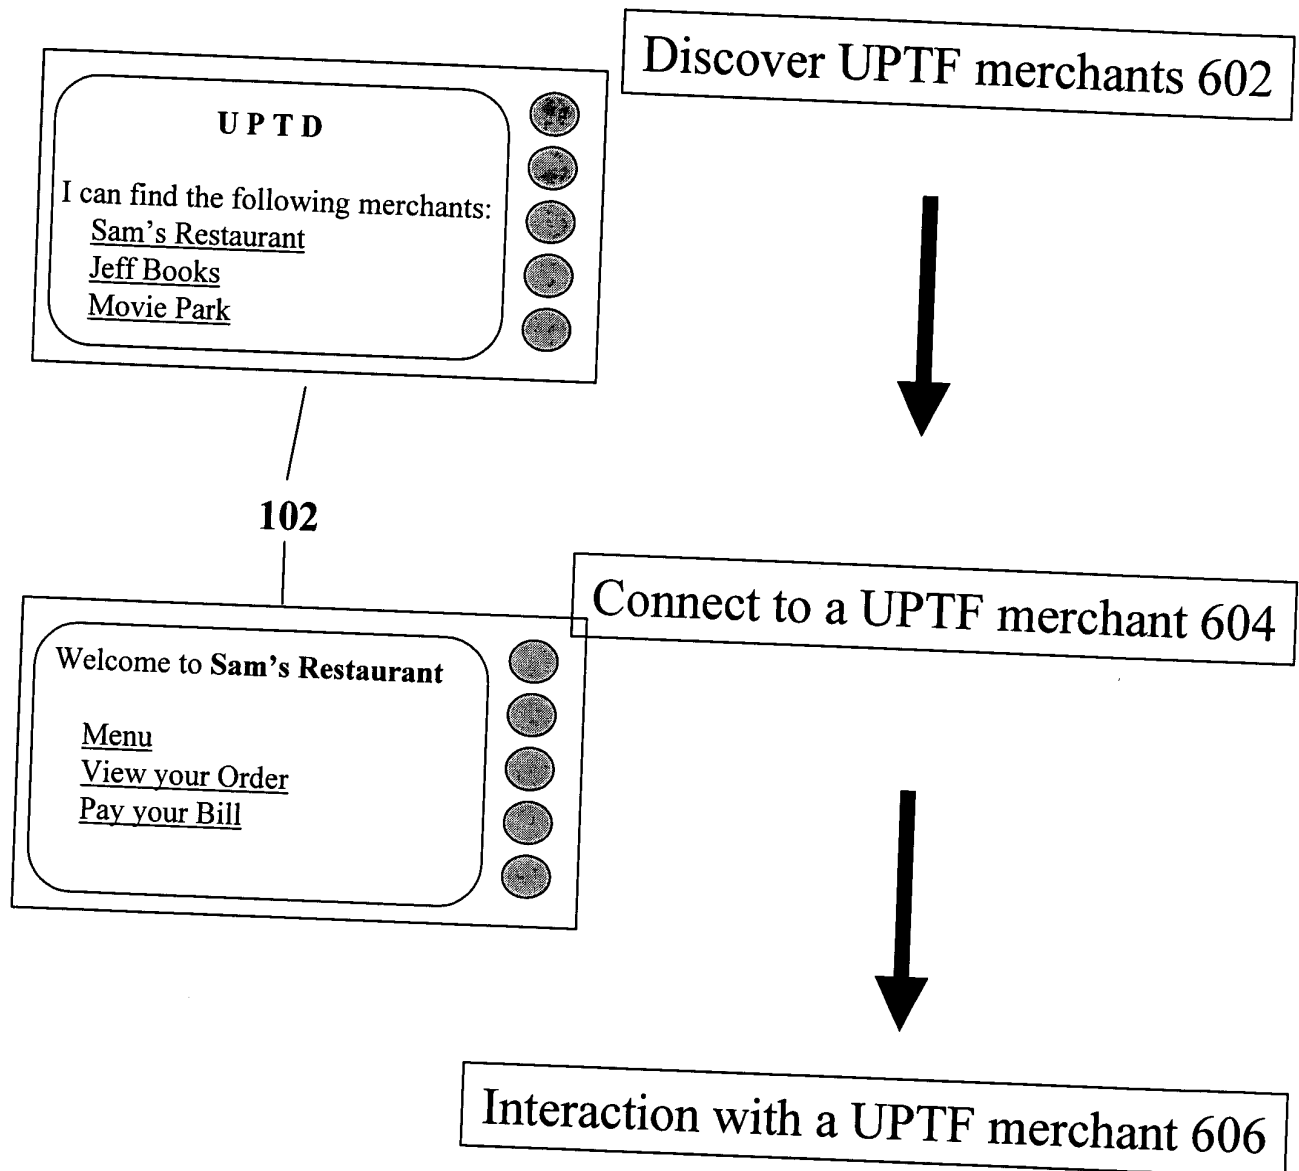 Discover UPTF merchants 602
U P T D
I can find the following merchants:
Sam's Restaurant
Jeff Books
Movie Park
102
Connect to a UPTF merchant 604
Welcome to Sam's Restaurant
Menu
View your Order
Pay your Bill
Interaction with a UPTF merchant 606